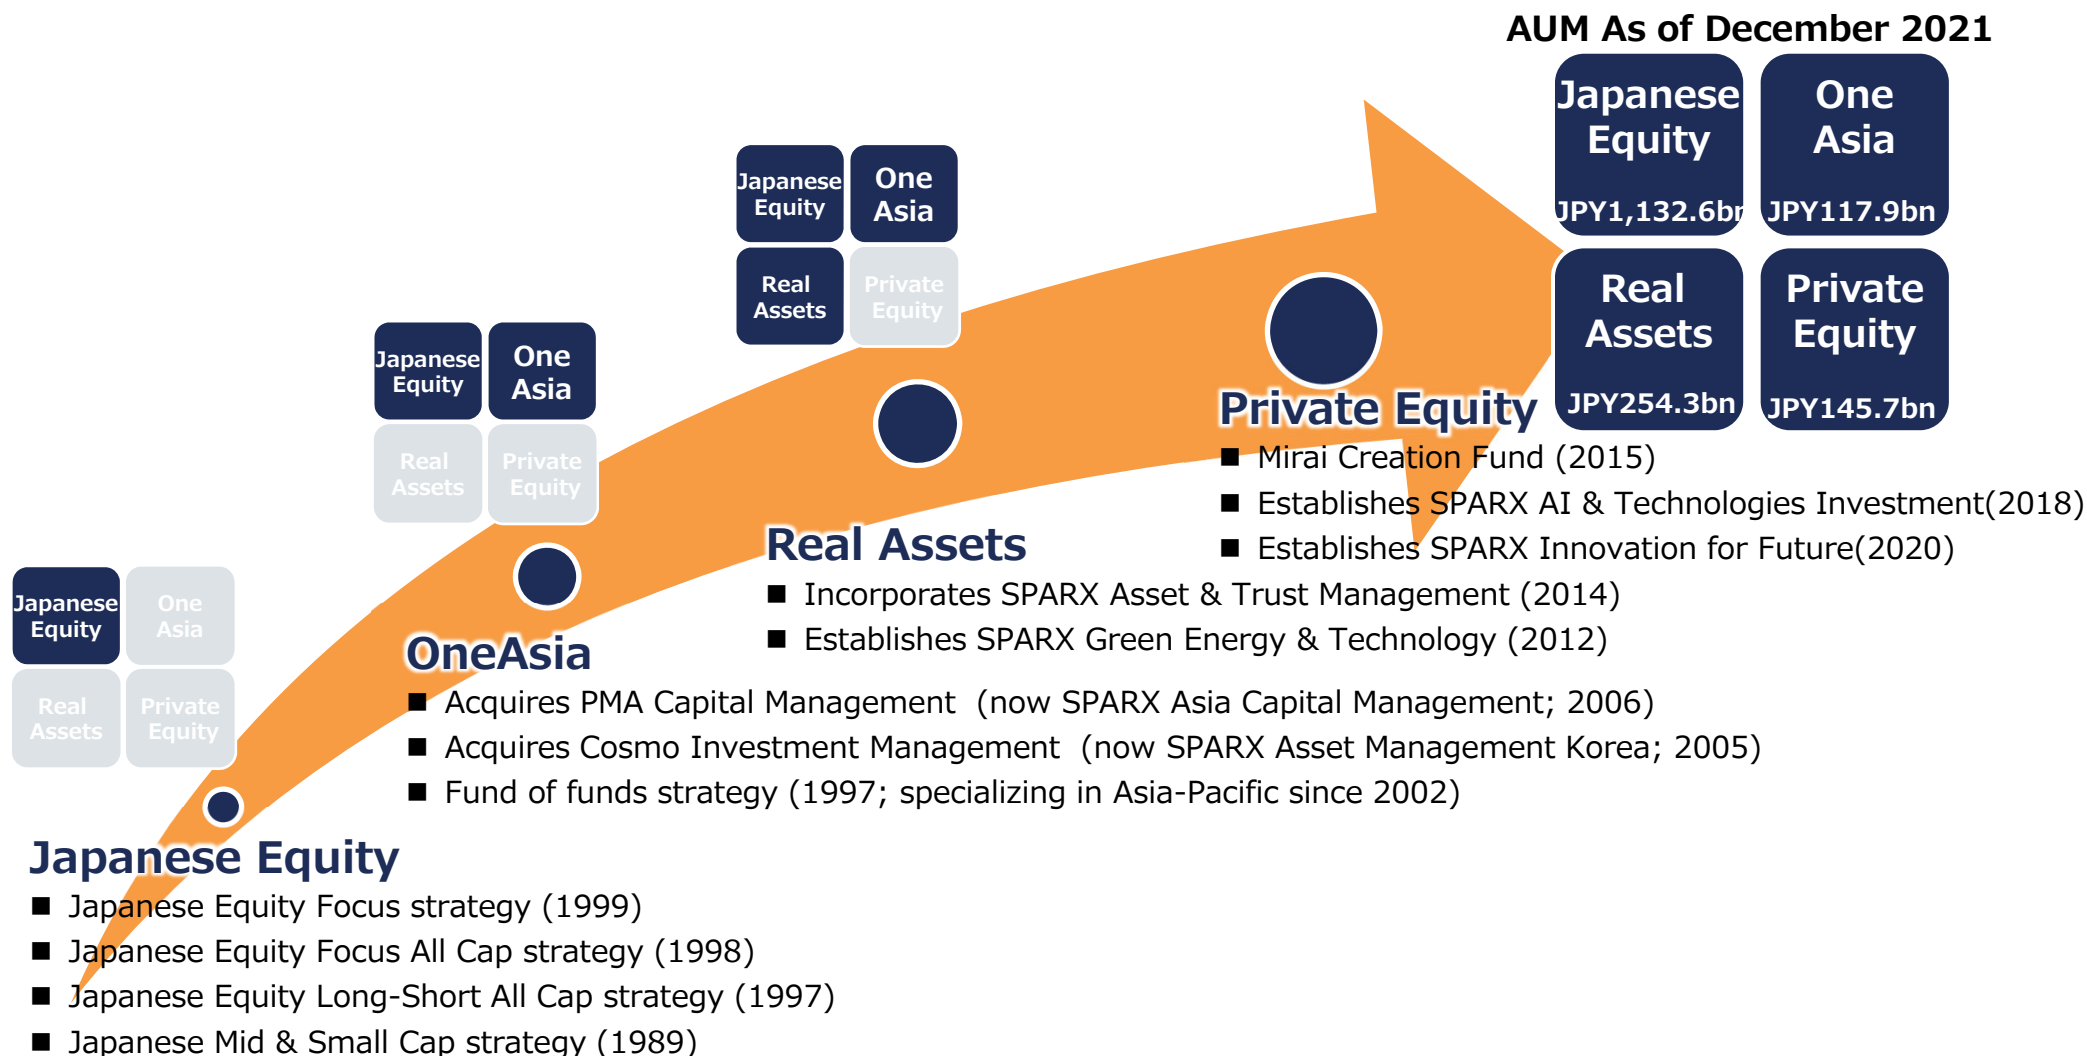 AUM As of December 2021
Japanese
Equity
JPY1,132.6bn
One
Asia
JPY117.9bn
Real
Assets
JPY254.3bn
Private
Equity
JPY145.7bn
Japanese
Equity
One
Asia
Real
Assets
Private
Equity
Japanese
Equity
One
Asia
Real
Assets
Private
Equity
Japanese
Equity
One
Asia
Real
Assets
Private
Equity
Private Equity
■ Mirai Creation Fund (2015)
■ Establishes SPARX AI & Technologies Investment(2018)
■ Establishes SPARX Innovation for Future(2020)
Real Assets
■ Incorporates SPARX Asset & Trust Management (2014)
■ Establishes SPARX Green Energy & Technology (2012)
OneAsia
■ Acquires PMA Capital Management (now SPARX Asia Capital Management; 2006)
■ Acquires Cosmo Investment Management (now SPARX Asset Management Korea; 2005)
■ Fund of funds strategy (1997; specializing in Asia-Pacific since 2002)
Japanese Equity
■ Japanese Equity Focus strategy (1999)
■ Japanese Equity Focus All Cap strategy (1998)
■ Japanese Equity Long-Short All Cap strategy (1997)
■ Japanese Mid & Small Cap strategy (1989)